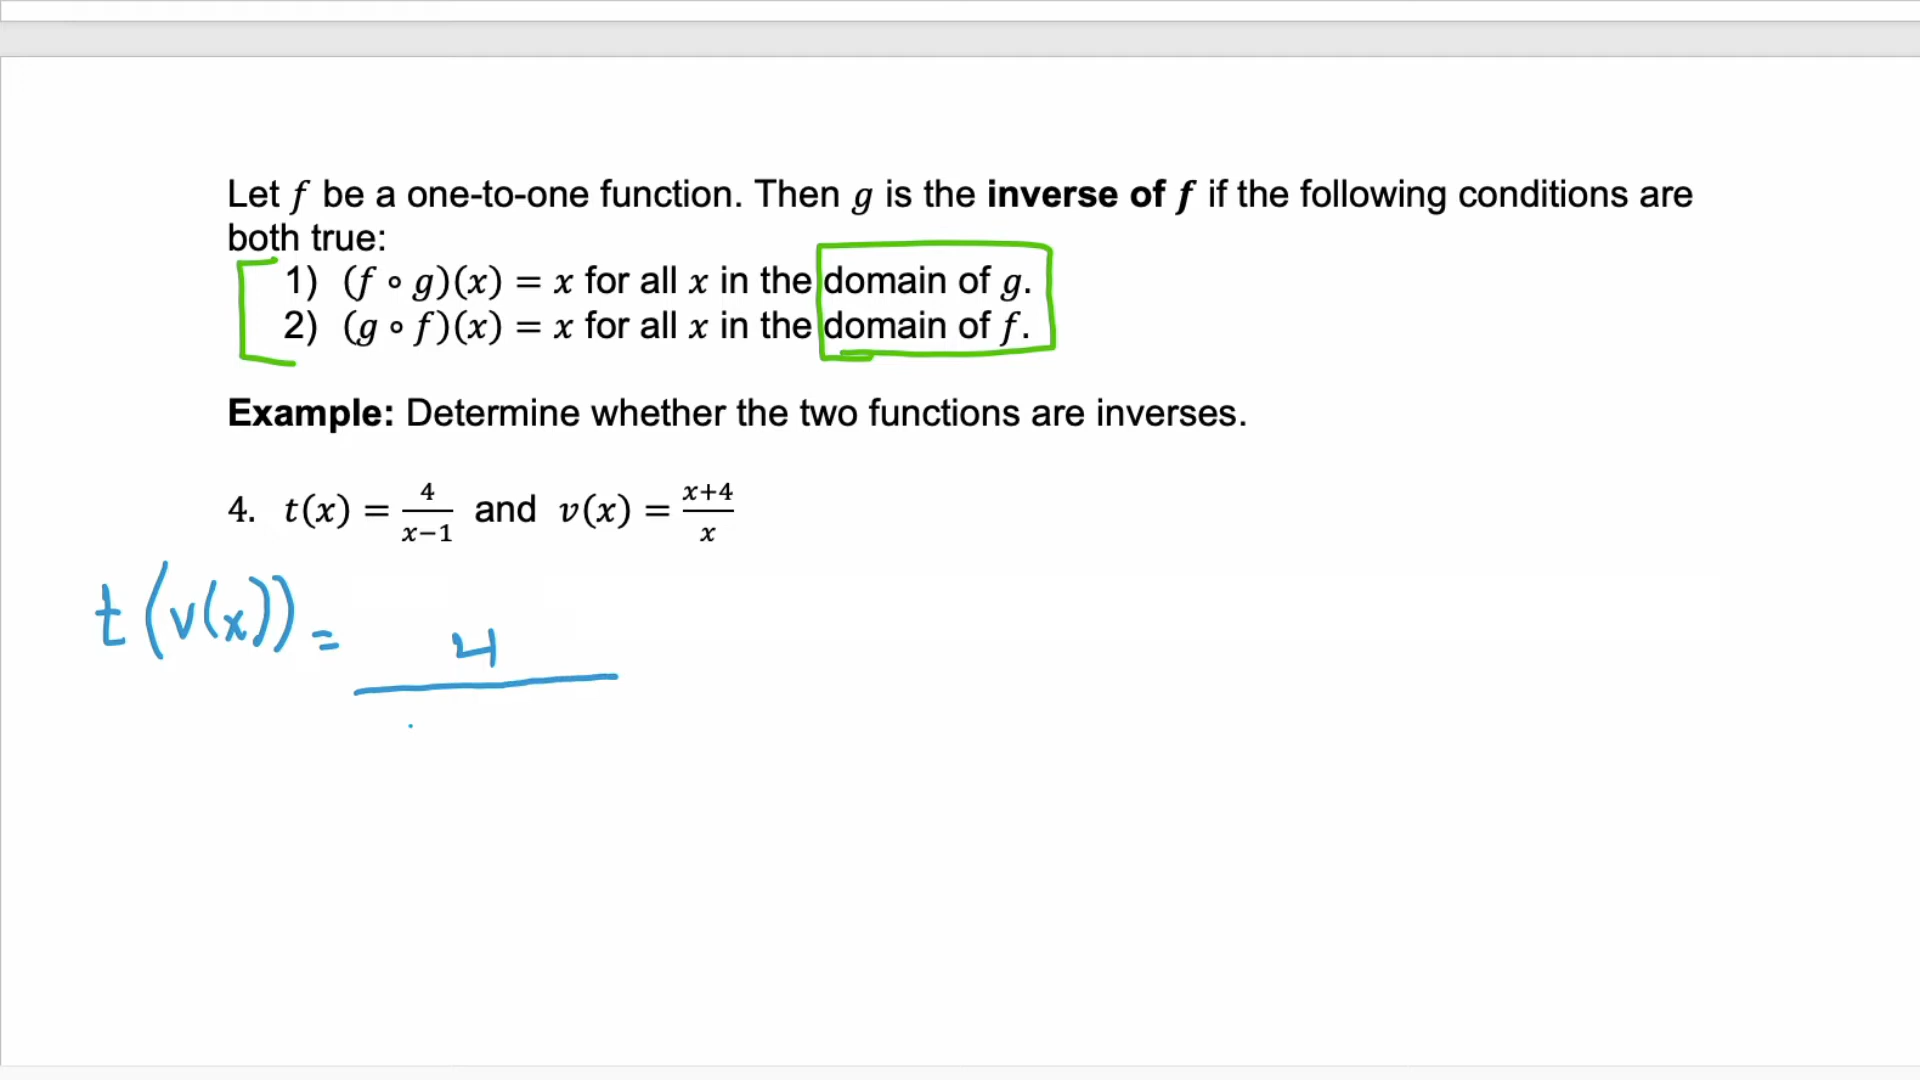 Let f be a one-to-one function. Then g is the inverse of f if the following conditions are
both true:
1) (f ∘ g)(x) = x for all x in the domain of g.
2) (g ∘ f)(x) = x for all x in the domain of f.
Example: Determine whether the two functions are inverses.
4. t(x) = 4/(x−1) and v(x) = (x+4)/x
t(v(x)) = 4